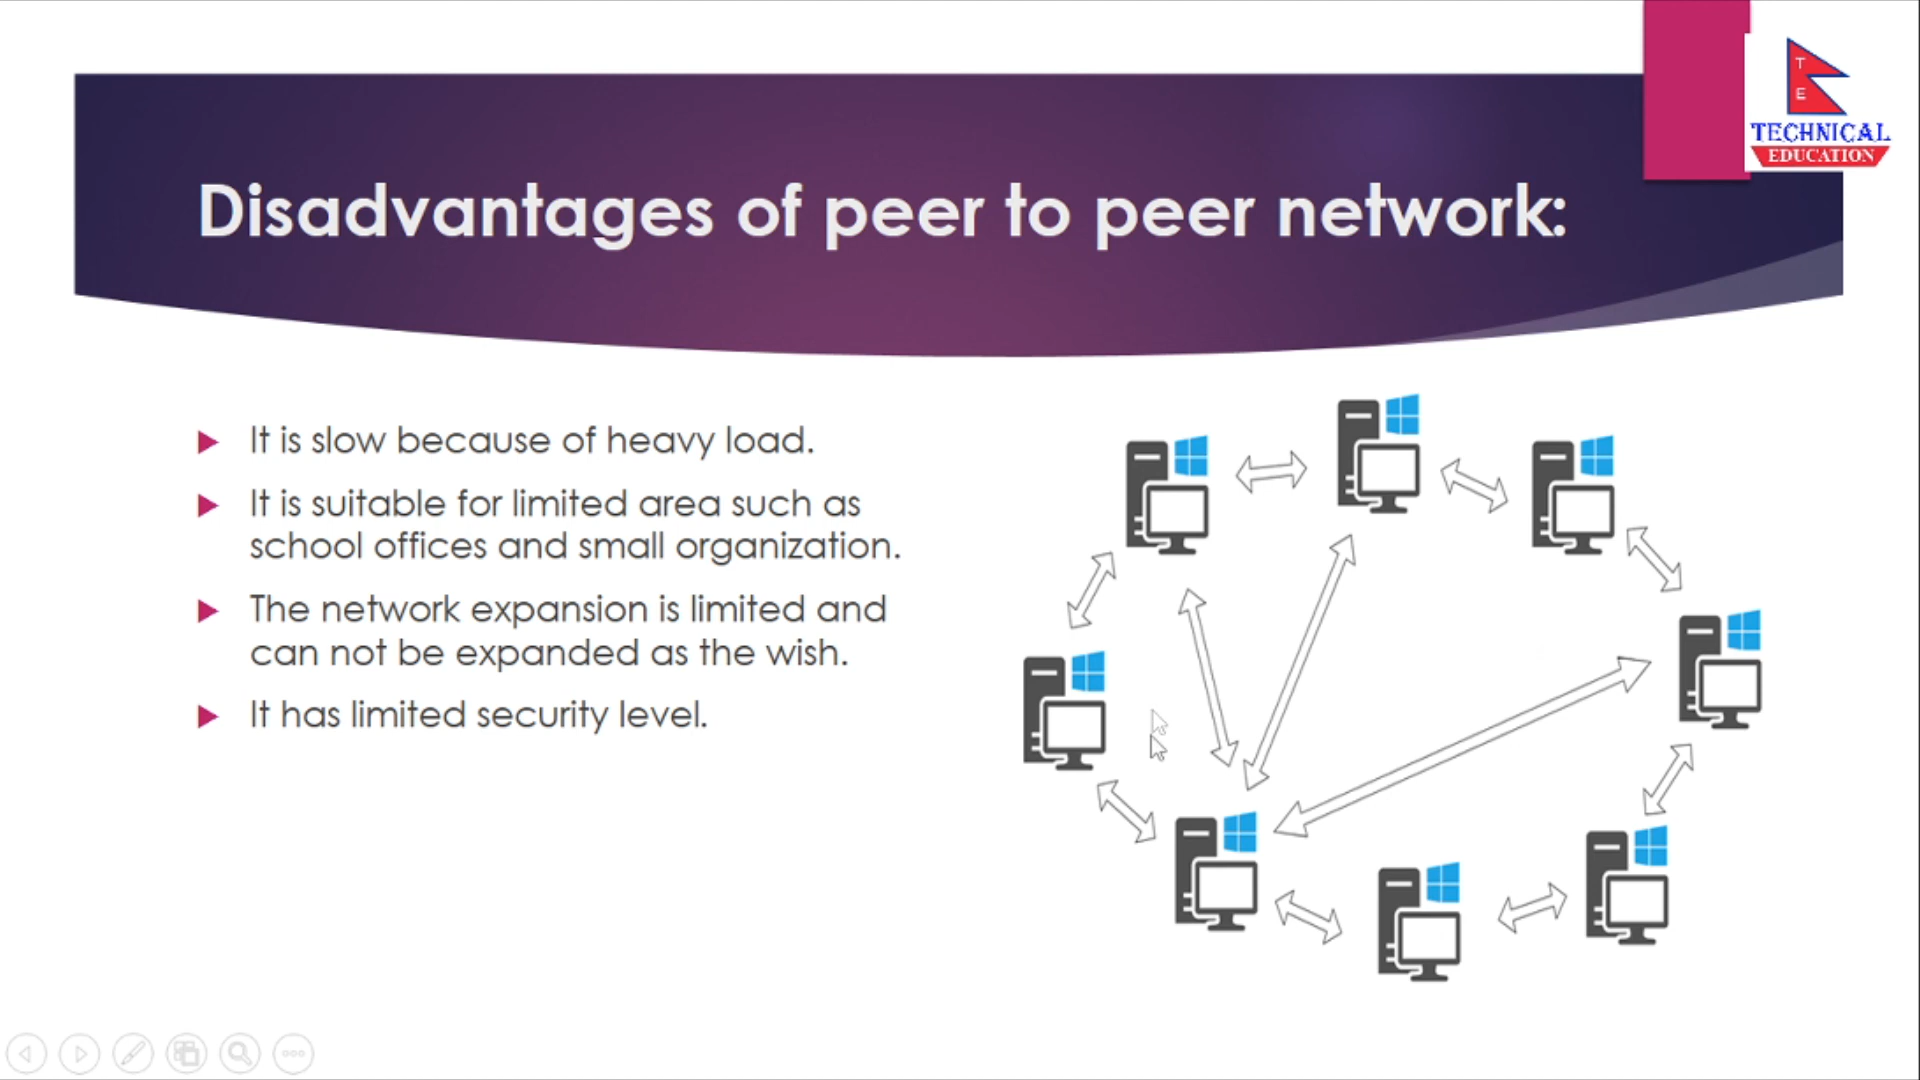 T
E
TECHNICAL
EDUCATION
Disadvantages of peer to peer network:
It is slow because of heavy load.
It is suitable for limited area such as
school offices and small organization.
The network expansion is limited and
can not be expanded as the wish.
It has limited security level.